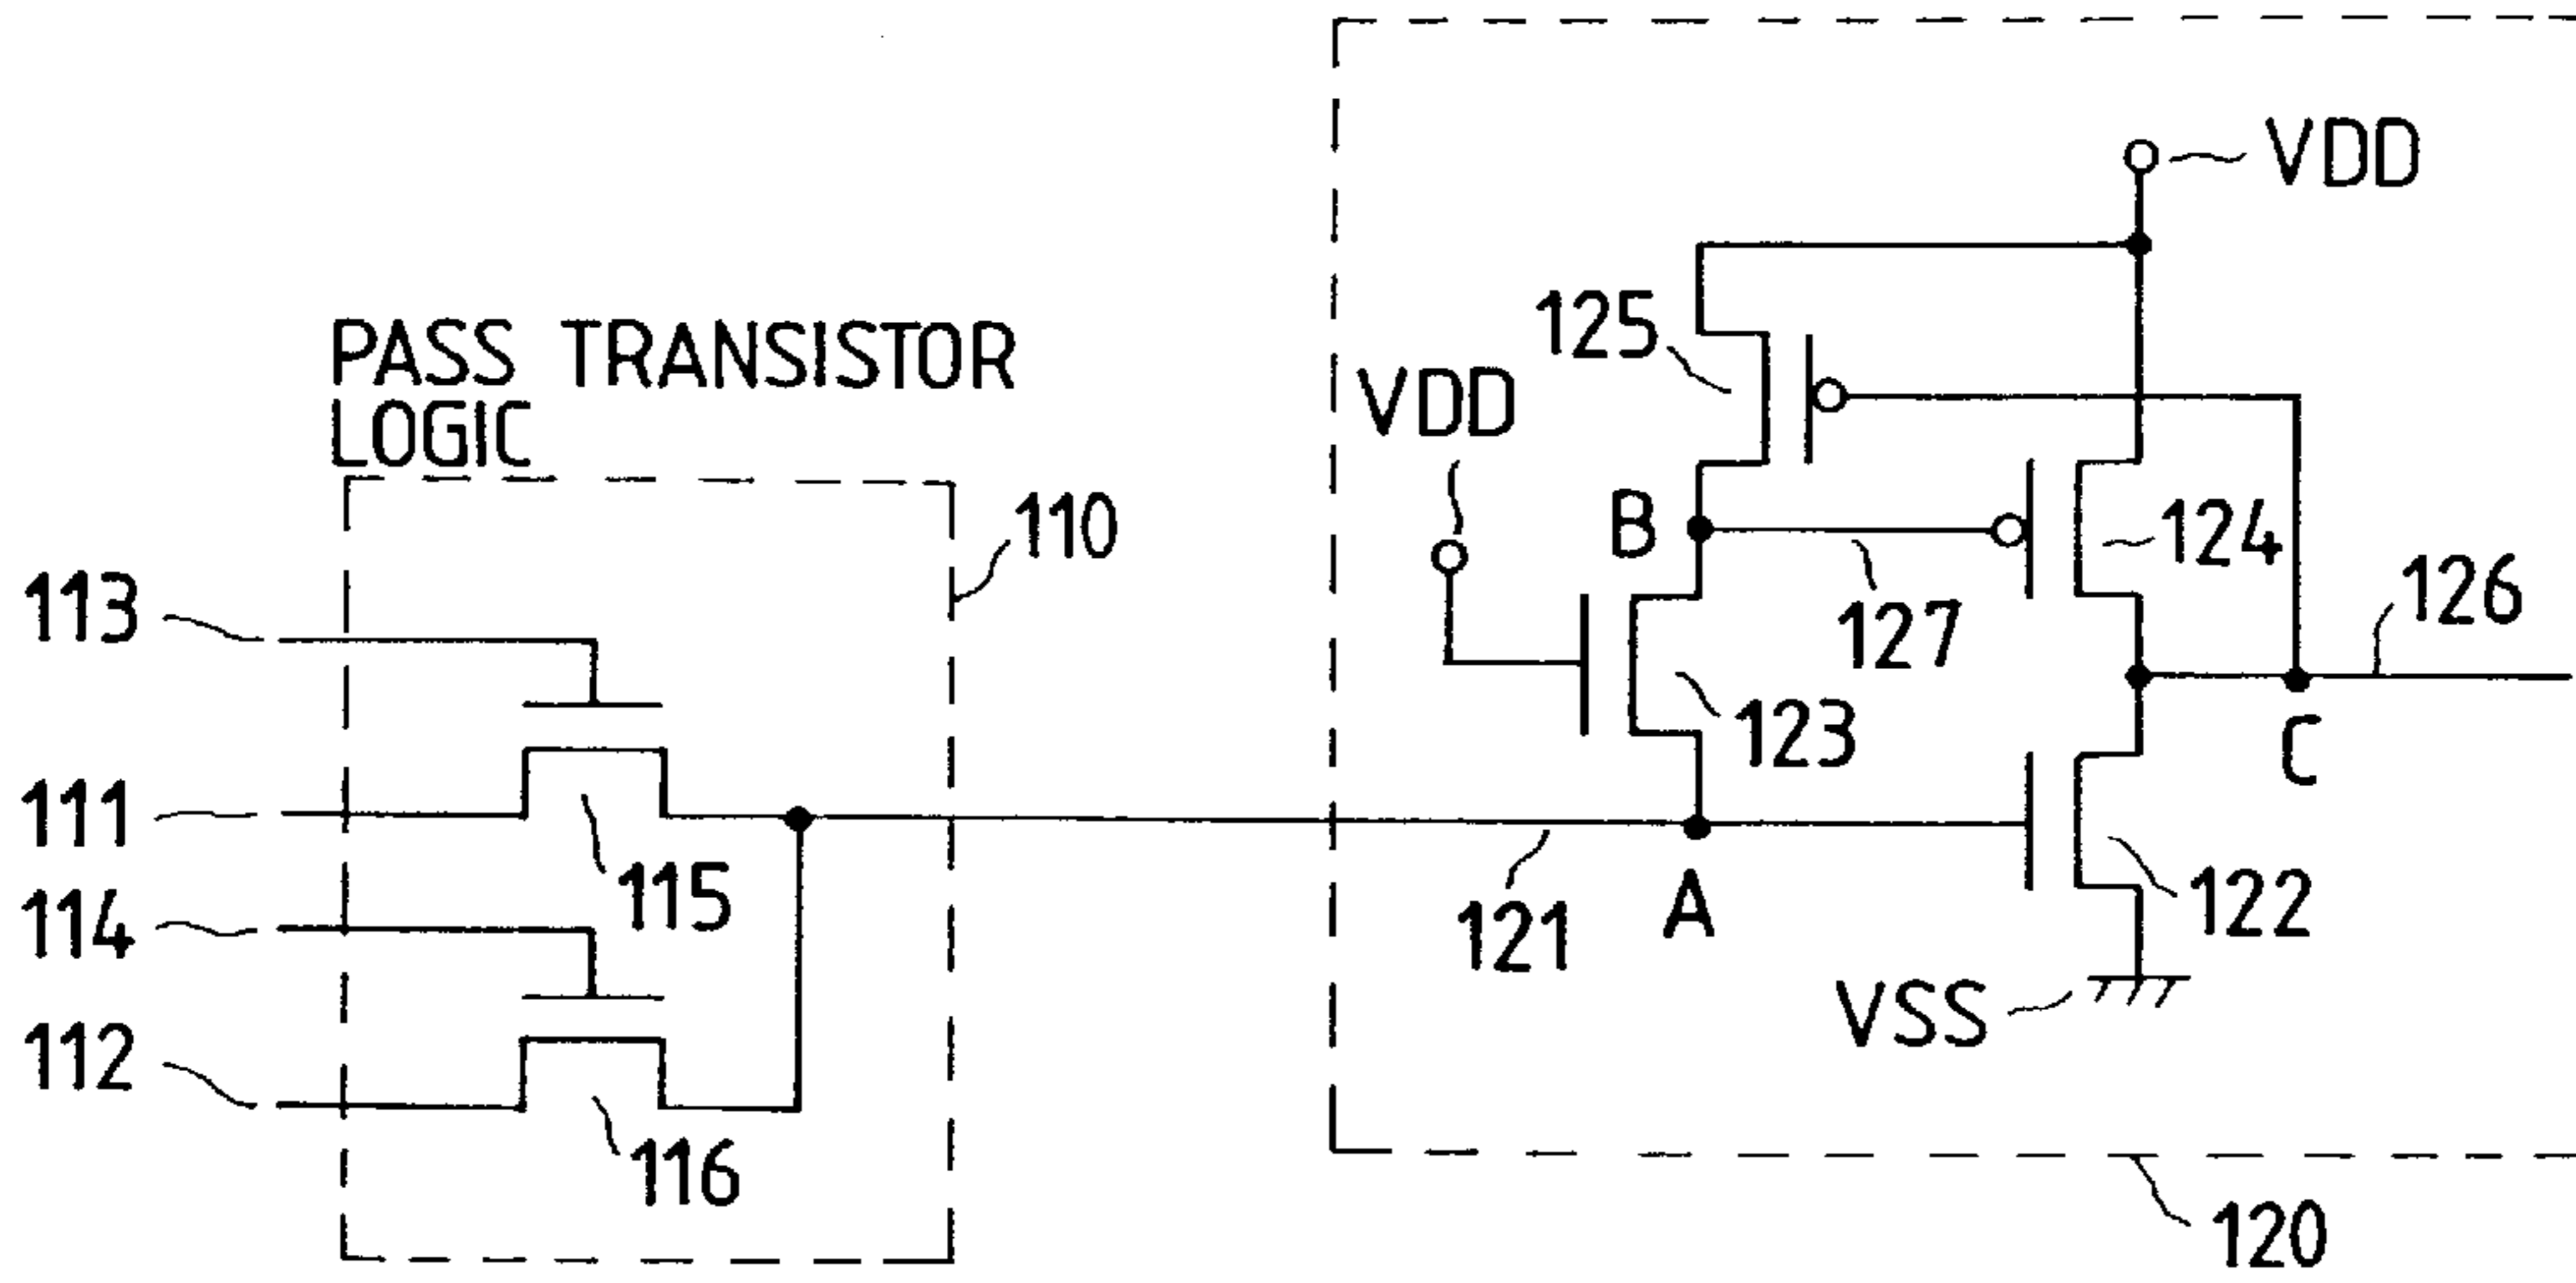 VDD
125
PASS TRANSISTOR
LOGIC
VDD
110
B
124
113
127
126
123
C
111
115
114
121
A
122
VSS
112
116
120